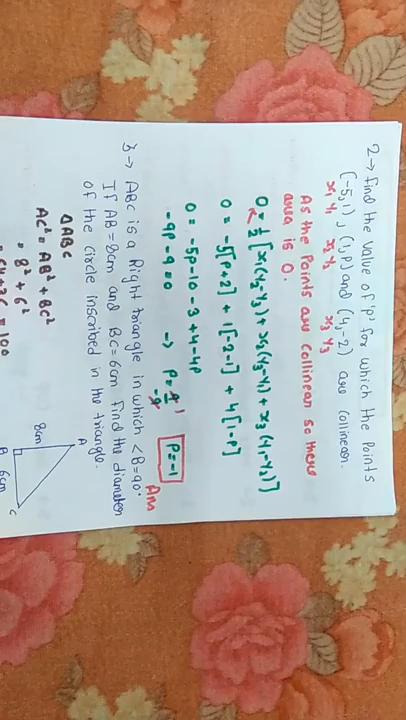 2→ find the value of 'p' for which the points
(-5,1), (1,p) and (4,-2) are collinear.
x₁ y₁ x₂ y₂ x₃ y₃
As the points are collinear so there
area is 0.
0 = 1/2 [x₁(y₂-y₃) + x₂(y₃-y₁) + x₃(y₁-y₂)]
0 = -5[p+2] + 1[-2-1] + 4[1-p]
0 = -5p-10-3+4-4p
-9p-9=0 → p = 9/-9 p=-1 Ans
3→ ABC is a Right triangle in which <B=90°
If AB=8cm and BC=6cm find the diameter
of the circle inscribed in the triangle.
∆ABC
AC² = AB² + BC²
= 8² + 6²
= 64+36 = 100
A
8cm
B 6cm C